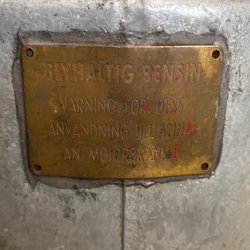 BLYHALTIG BENSIN
VARNING FÖR DESS
ANVÄNDNING TILL ANNAT
ÄN MOTORBRÄNSLE